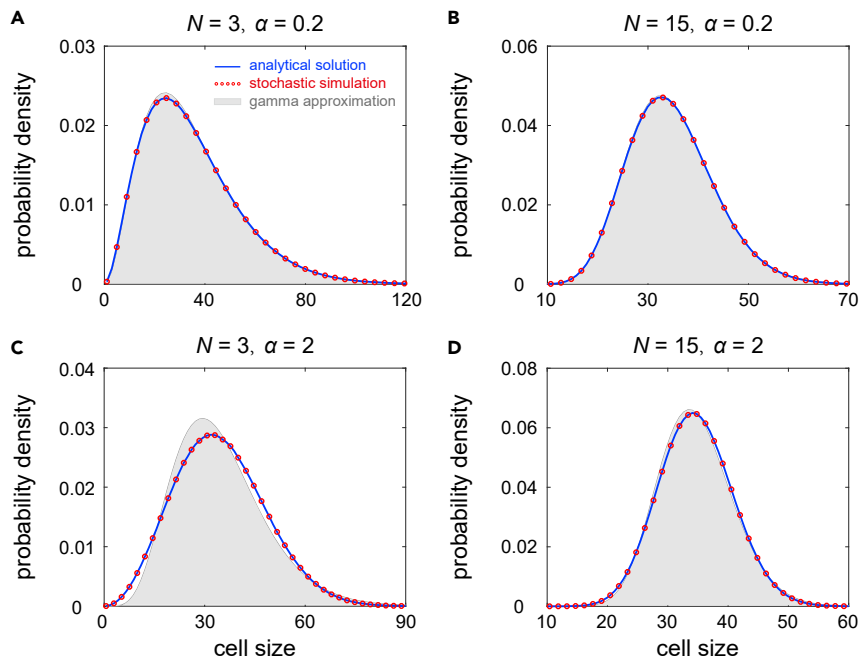 A
N = 3, α = 0.2
probability density
0.03
0.02
0.01
0
analytical solution
stochastic simulation
gamma approximation
0 40 80 120
B
N = 15, α = 0.2
probability density
0.06
0.04
0.02
0
10 30 50 70
C
N = 3, α = 2
probability density
0.04
0.03
0.02
0.01
0
0 30 60 90
cell size
D
N = 15, α = 2
probability density
0.08
0.06
0.04
0.02
0
10 20 30 40 50 60
cell size